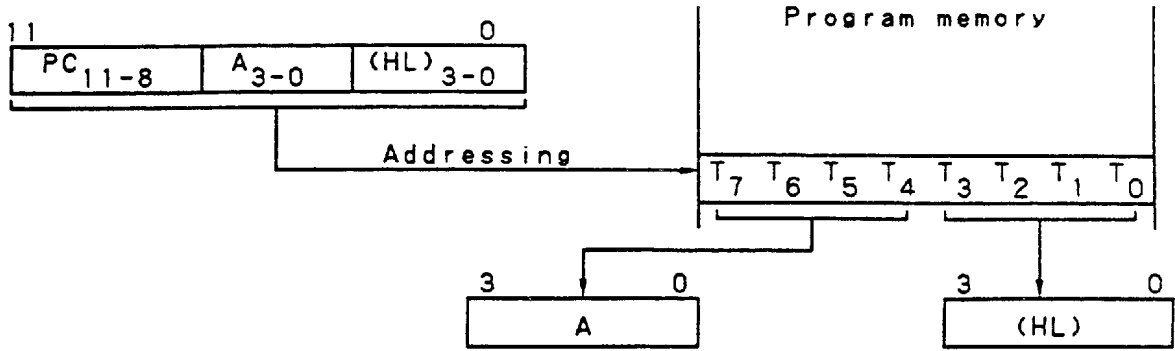 Program memory
11 0
PC11-8 A3-0 (HL)3-0
Addressing
T7 T6 T5 T4 T3 T2 T1 T0
3 0 3 0
A (HL)